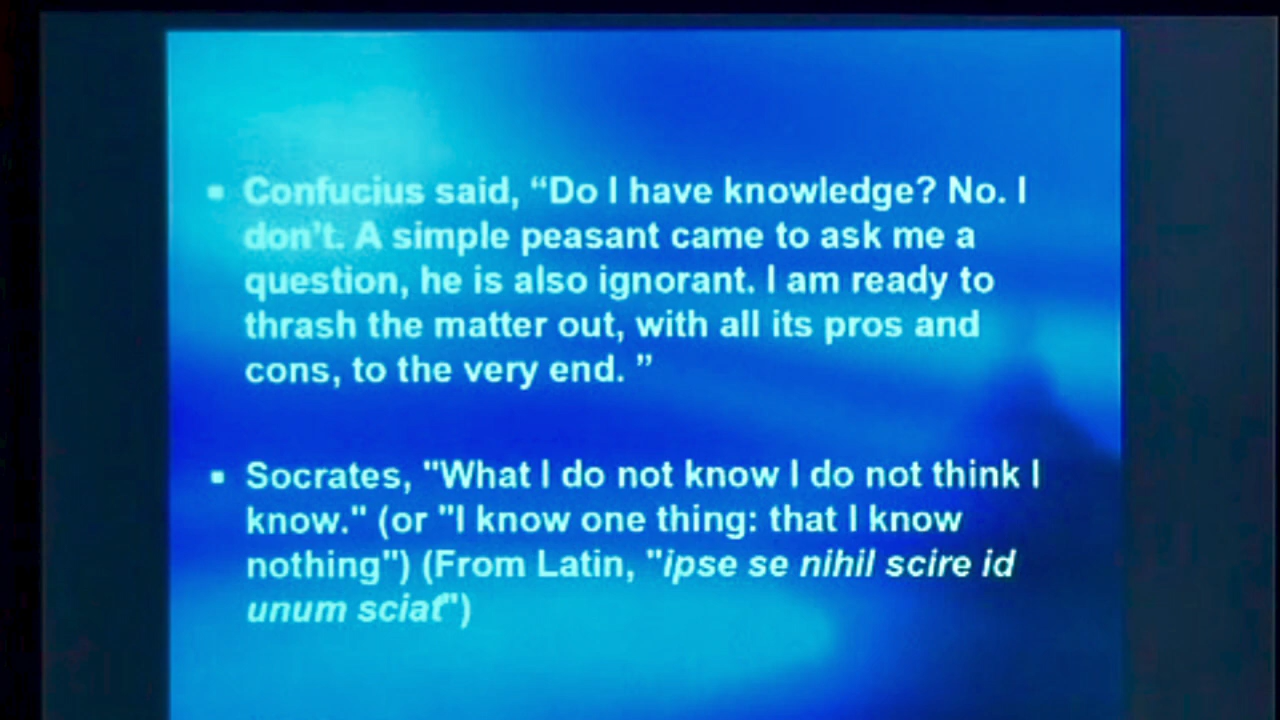 ▪ Confucius said, “Do I have knowledge? No. I
don’t. A simple peasant came to ask me a
question, he is also ignorant. I am ready to
thrash the matter out, with all its pros and
cons, to the very end. ”
▪ Socrates, "What I do not know I do not think I
know." (or "I know one thing: that I know
nothing") (From Latin, "ipse se nihil scire id
unum sciat")